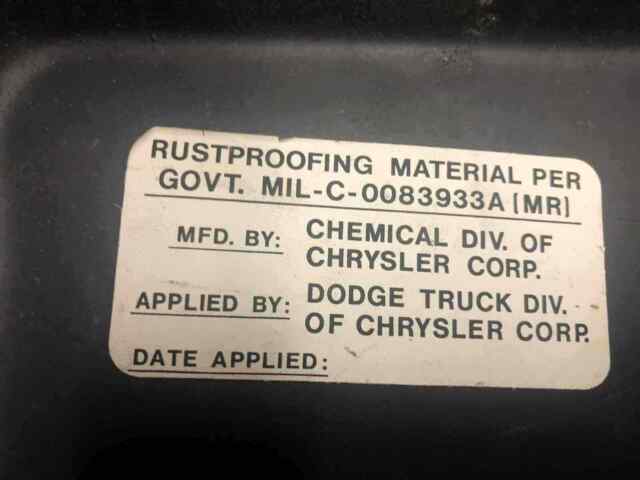 RUSTPROOFING MATERIAL PER
GOVT. MIL-C-0083933A (MR)
MFD. BY: CHEMICAL DIV. OF
CHRYSLER CORP.
APPLIED BY: DODGE TRUCK DIV.
OF CHRYSLER CORP.
DATE APPLIED: